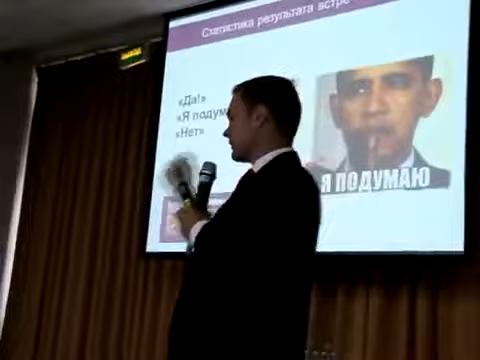 Статистика результата встре
«Да!»
«Я подум
«Нет»
Я ПОДУМАЮ